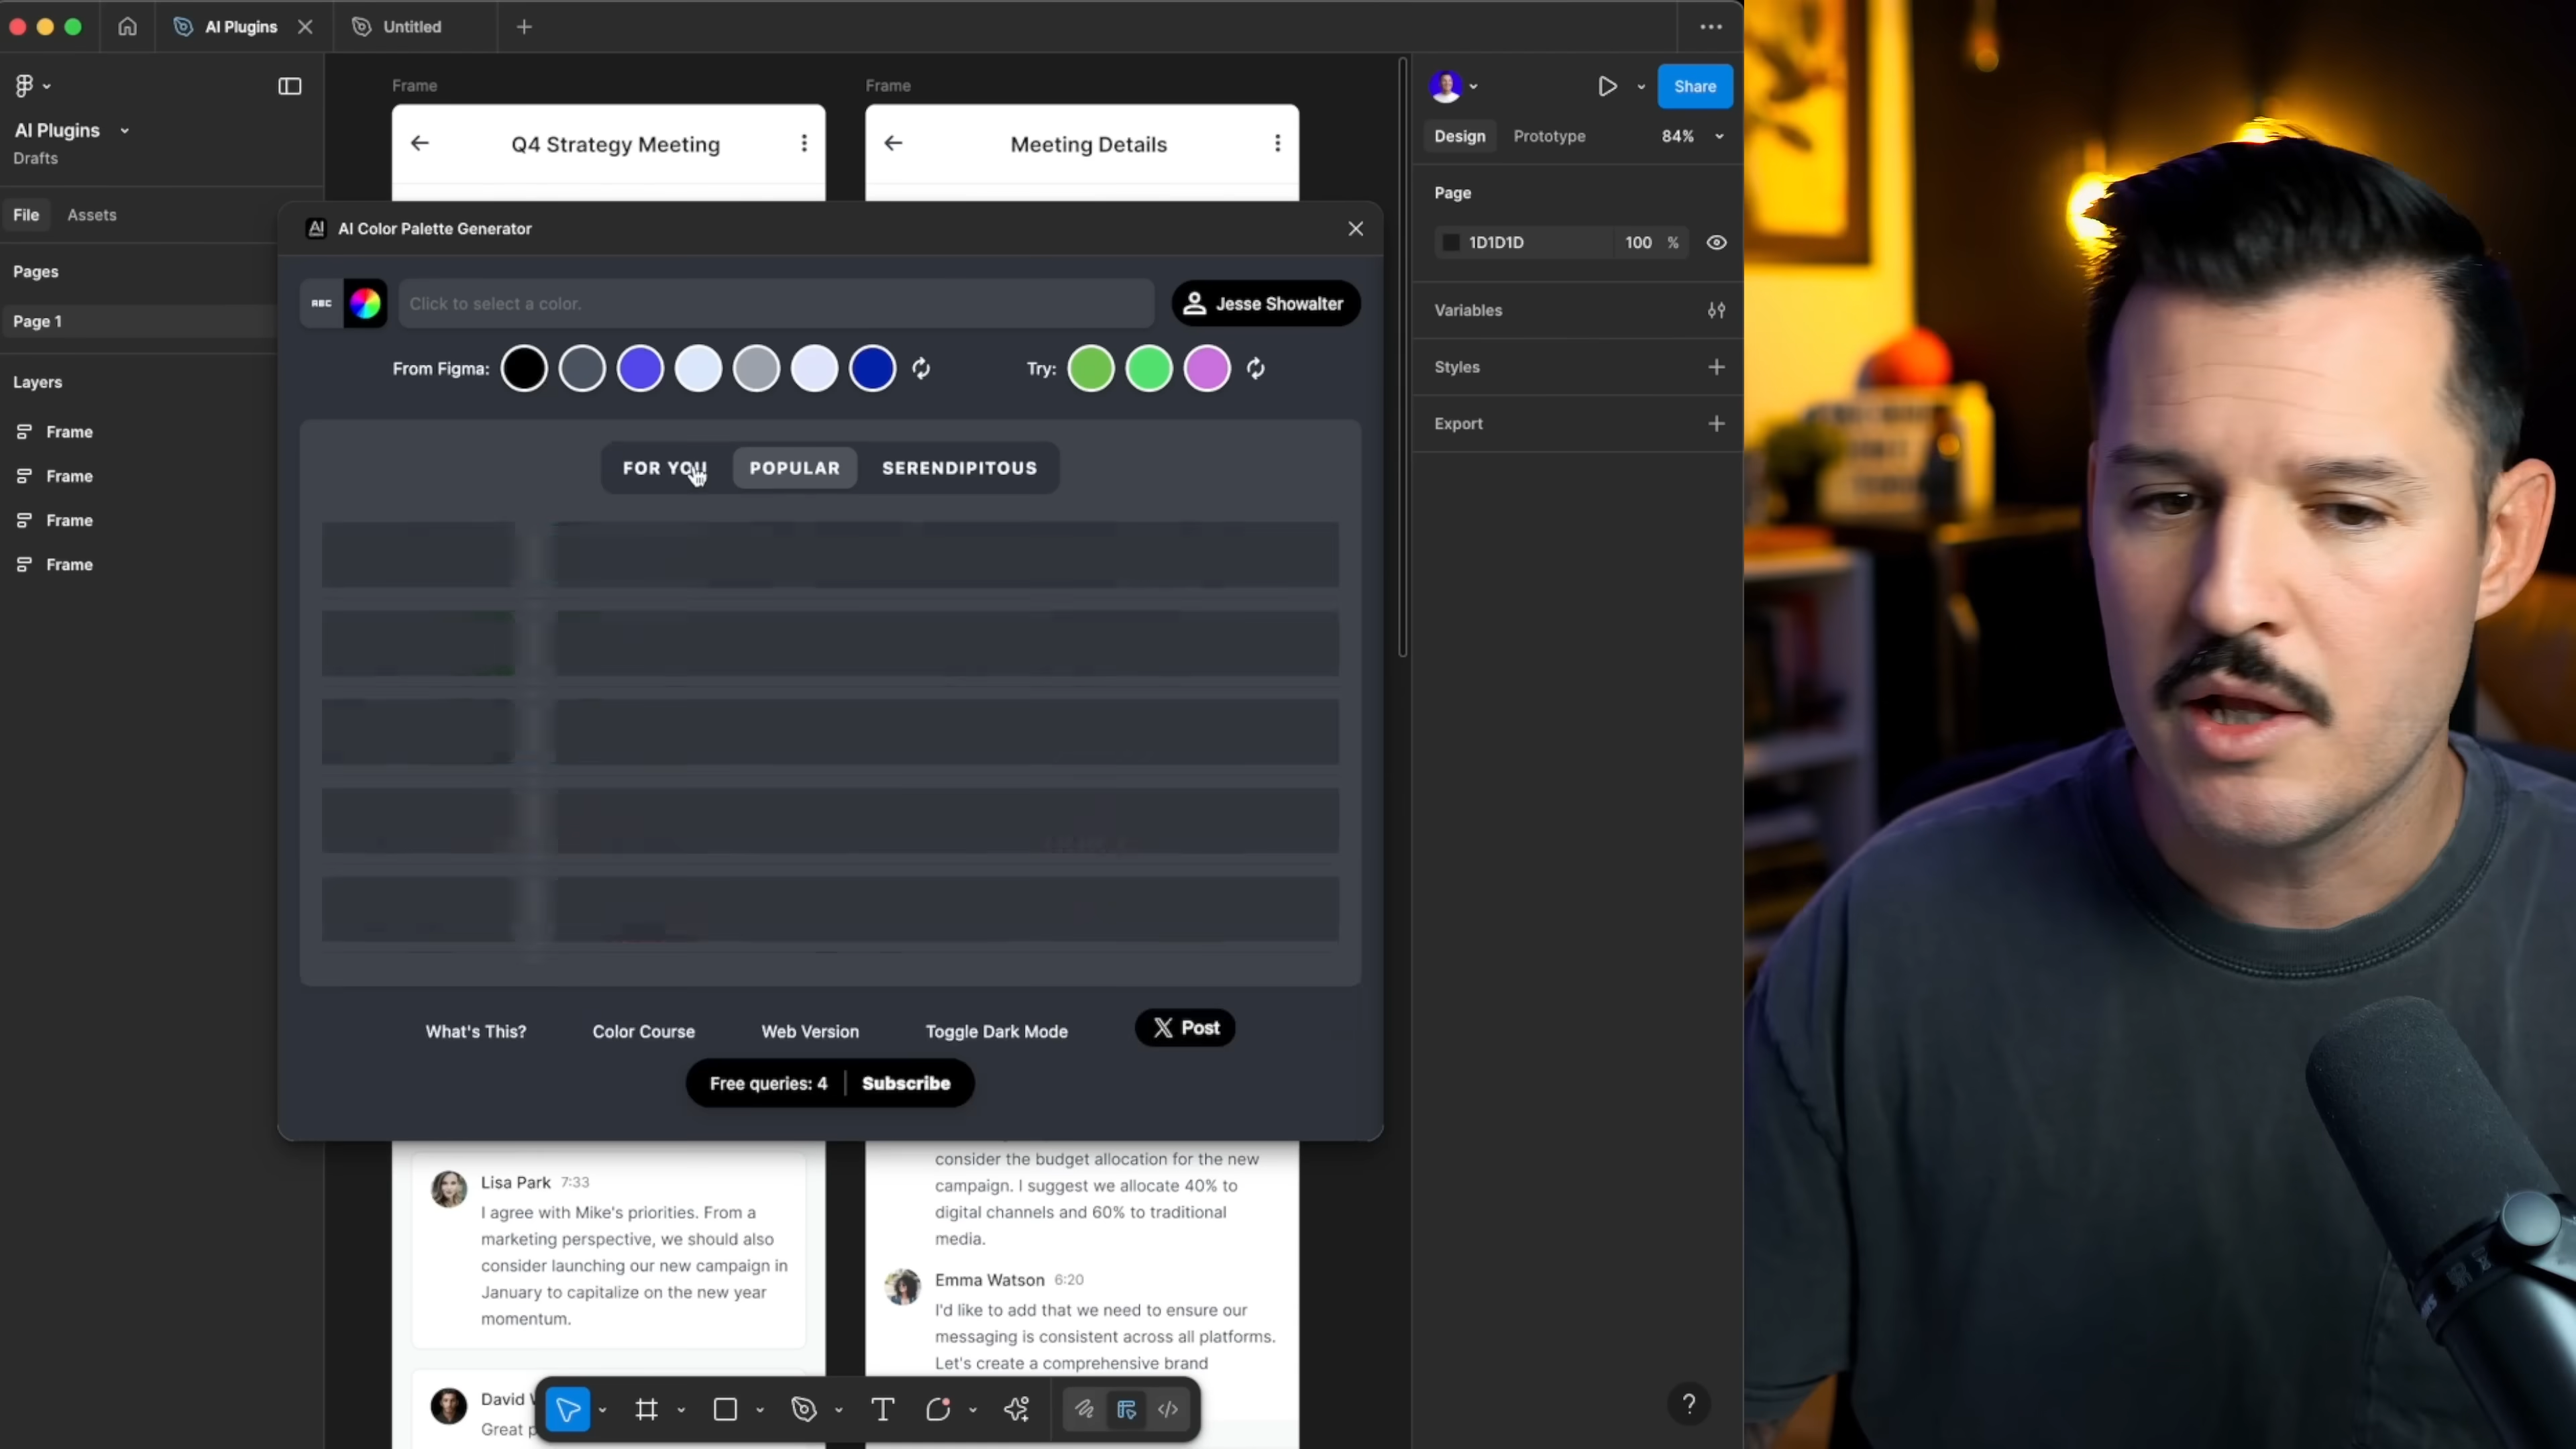 AI Plugins
Untitled
AI Plugins
Drafts
File
Assets
Pages
Page 1
Layers
Frame
Frame
Frame
Frame
Frame
Frame
Q4 Strategy Meeting
Meeting Details
AI Color Palette Generator
ABC
Click to select a color.
Jesse Showalter
From Figma:
Try:
FOR YOU
POPULAR
SERENDIPITOUS
What's This?
Color Course
Web Version
Toggle Dark Mode
Post
Free queries: 4
Subscribe
Lisa Park 7:33
I agree with Mike's priorities. From a
marketing perspective, we should also
consider launching our new campaign in
January to capitalize on the new year
momentum.
David
Great
consider the budget allocation for the new
campaign. I suggest we allocate 40% to
digital channels and 60% to traditional
media.
Emma Watson 6:20
I'd like to add that we need to ensure our
messaging is consistent across all platforms.
Let's create a comprehensive brand
Share
Design
Prototype
84%
Page
1D1D1D
100 %
Variables
Styles
Export
?